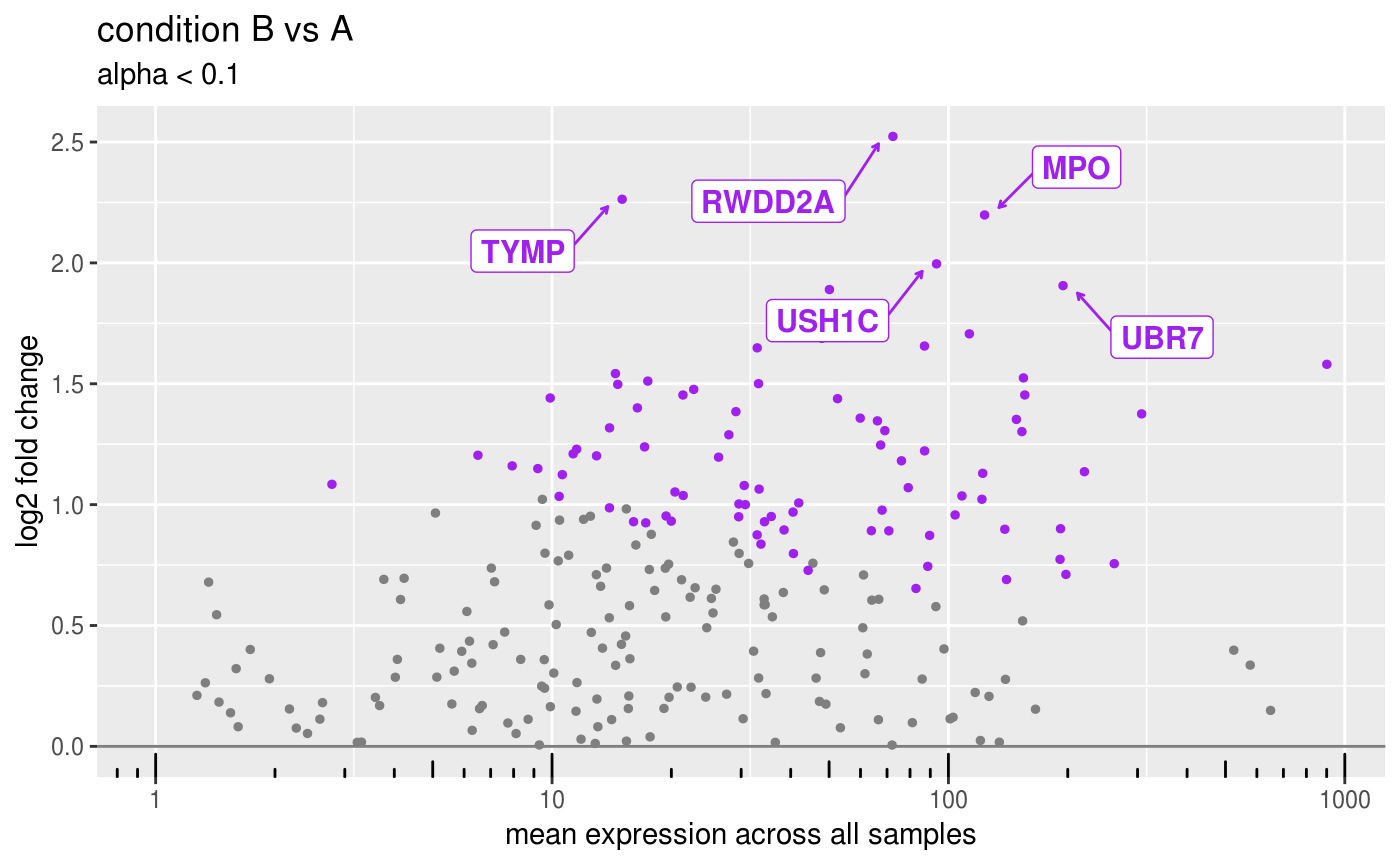 condition B vs A
alpha < 0.1
2.5
2.0
1.5
1.0
0.5
0.0
log2 fold change
RWDD2A
MPO
TYMP
USH1C
UBR7
1
10
100
1000
mean expression across all samples